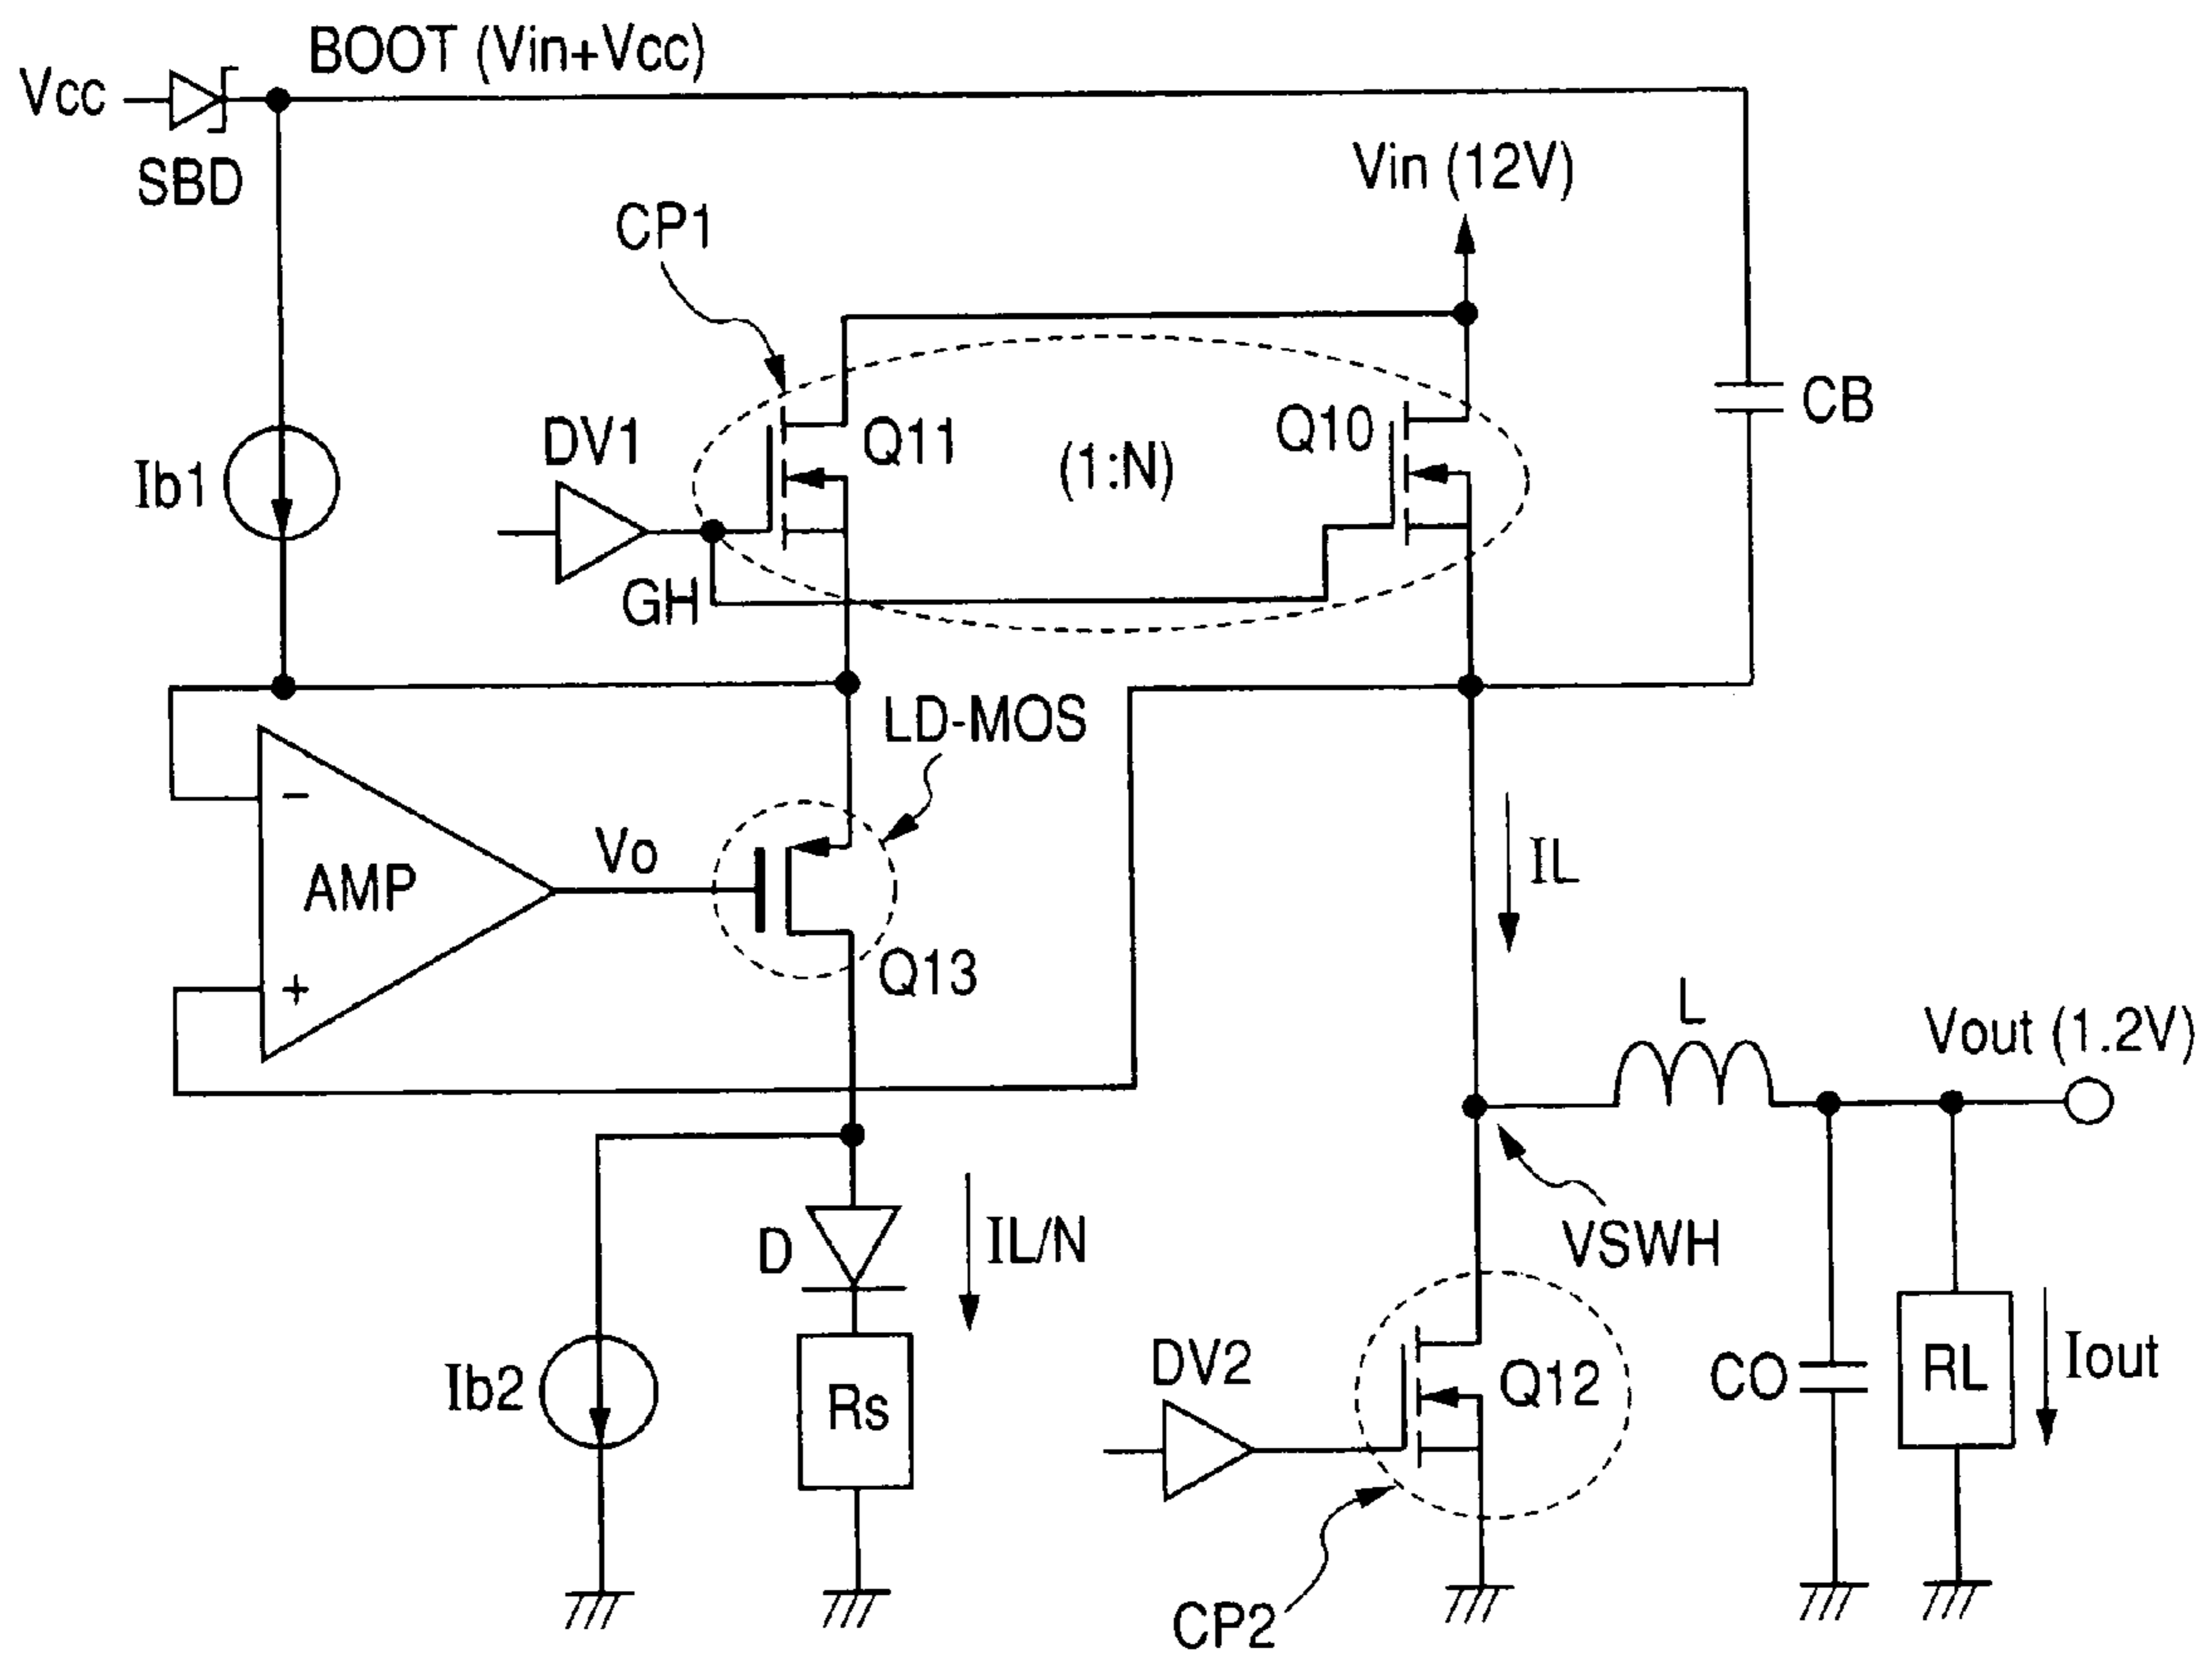 BOOT (Vin+Vcc)
Vcc
SBD
Vin (12V)
CP1
CB
DV1
Q11
(1:N)
Q10
Ib1
GH
LD-MOS
-
AMP
Vo
IL
+
Q13
L
Vout (1.2V)
D
IL/N
VSWH
DV2
Q12
CO
RL
Iout
Ib2
Rs
CP2